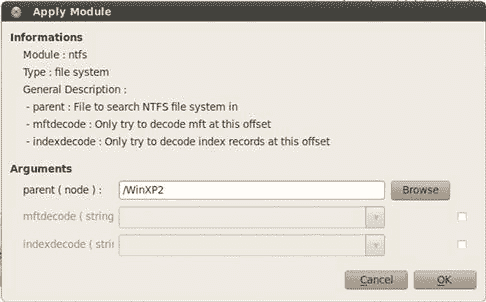 Apply Module
Informations
Module : ntfs
Type : file system
General Description :
- parent : File to search NTFS file system in
- mftdecode : Only try to decode mft at this offset
- indexdecode : Only try to decode index records at this offset
Arguments
parent ( node ) : /WinXP2 Browse
mftdecode ( string
indexdecode ( strin
Cancel OK